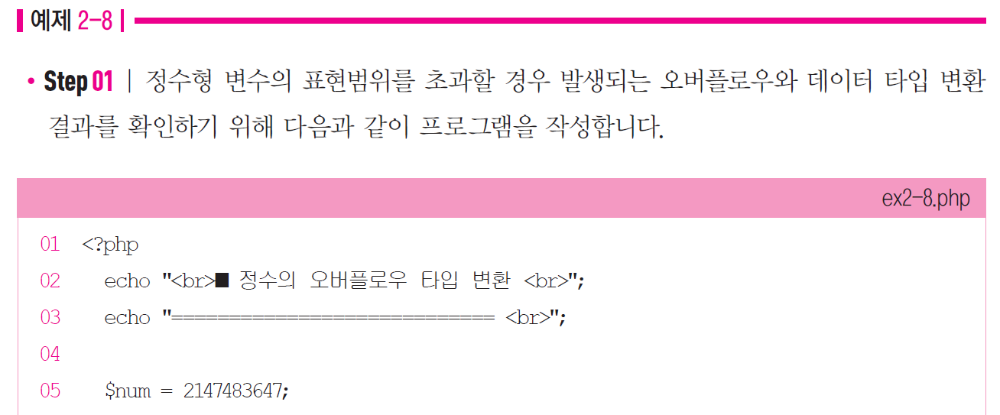 예제 2-8
• Step 01 | 정수형 변수의 표현범위를 초과할 경우 발생되는 오버플로우와 데이터 타입 변환
결과를 확인하기 위해 다음과 같이 프로그램을 작성합니다.
ex2-8.php
01 <?php
02 echo "<br>■ 정수의 오버플로우 타입 변환 <br>";
03 echo "============================ <br>";
04
05 $num = 2147483647;